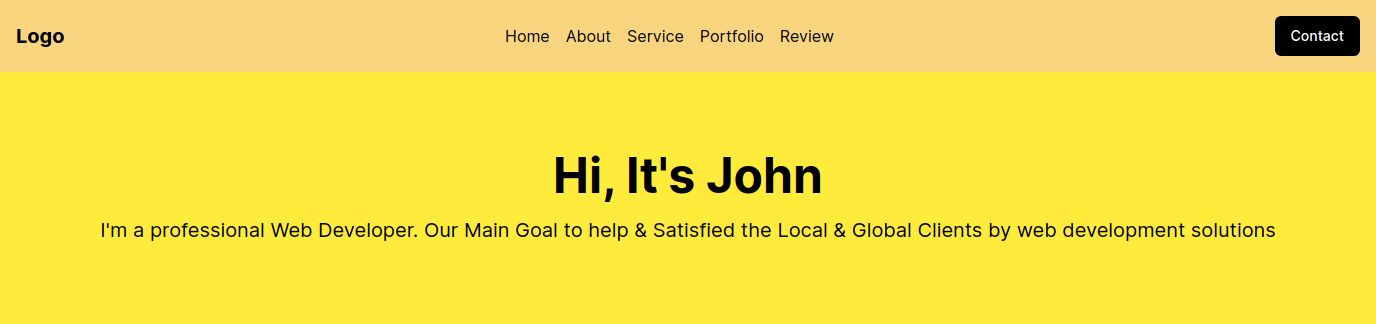 Logo
Home About Service Portfolio Review
Contact
Hi, It's John
I'm a professional Web Developer. Our Main Goal to help & Satisfied the Local & Global Clients by web development solutions